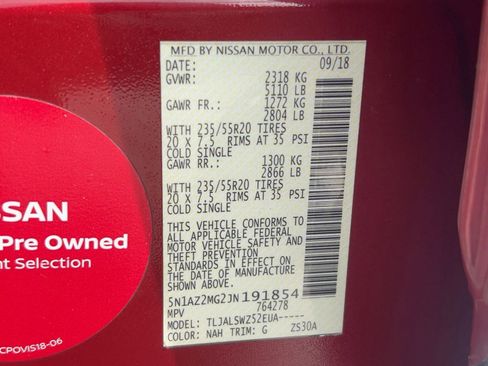 MFD BY NISSAN MOTOR CO., LTD.
DATE: 09/18
GVWR: 2318 KG
5110 LB
GAWR FR.: 1272 KG
2804 LB
WITH 235/55R20 TIRES
20 X 7.5 RIMS AT 35 PSI
COLD SINGLE
GAWR RR.: 1300 KG
2866 LB
WITH 235/55R20 TIRES
20 X 7.5 RIMS AT 35 PSI
COLD SINGLE
THIS VEHICLE CONFORMS TO
ALL APPLICABLE FEDERAL
MOTOR VEHICLE SAFETY AND
THEFT PREVENTION
STANDARDS IN EFFECT ON
THE DATE OF MANUFACTURE
SHOWN ABOVE.
5N1AZ2MG2JN191854
MPV 764278
MODEL: TLJALSWZ52EUA-----
COLOR: NAH TRIM: G ZS30A
SSAN
Pre Owned
nt Selection
CPOVIS18-06